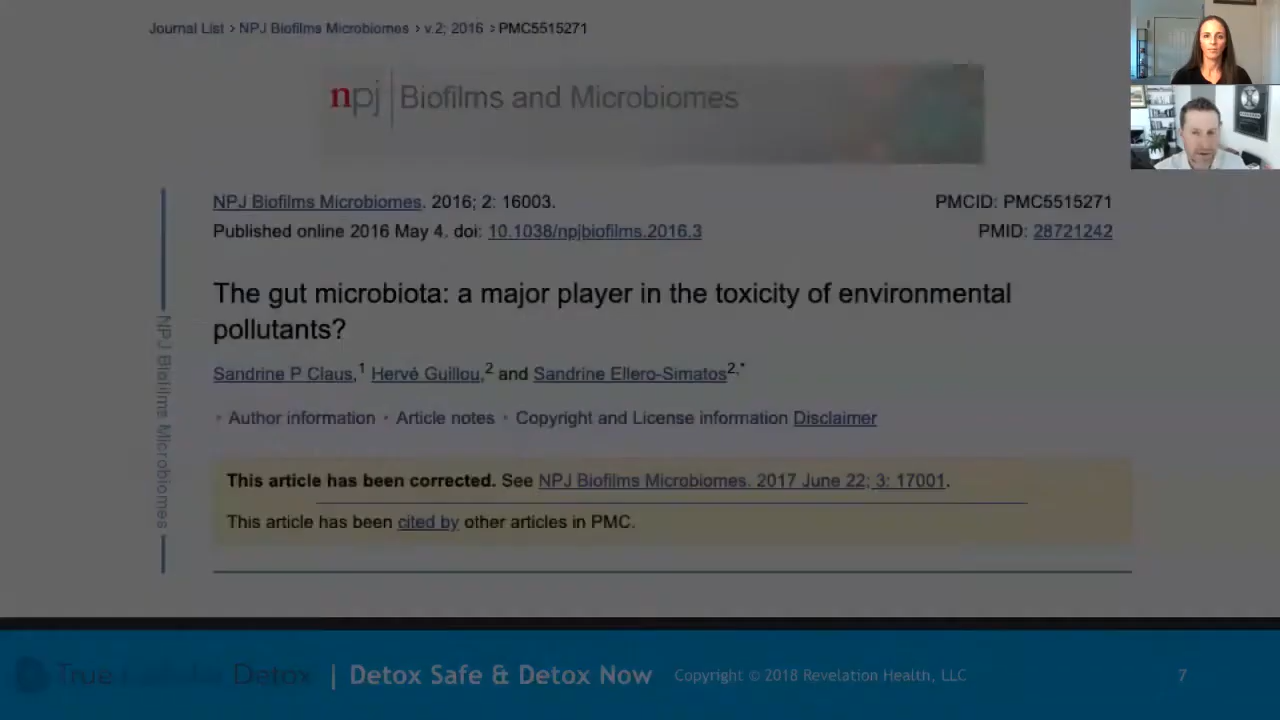 Journal List > NPJ Biofilms Microbiomes > v.2; 2016 > PMC5515271
npj | Biofilms and Microbiomes
NPJ Biofilms Microbiomes. 2016; 2: 16003. PMCID: PMC5515271
Published online 2016 May 4. doi: 10.1038/npjbiofilms.2016.3 PMID: 28721242
The gut microbiota: a major player in the toxicity of environmental
pollutants?
Sandrine P Claus,1 Hervé Guillou,2 and Sandrine Ellero-Simatos2,*
• Author information • Article notes • Copyright and License information Disclaimer
This article has been corrected. See NPJ Biofilms Microbiomes. 2017 June 22; 3: 17001.
This article has been cited by other articles in PMC.
NPJ Biofilms Microbiomes
True Detox | Detox Safe & Detox Now Copyright © 2018 Revelation Health, LLC 7